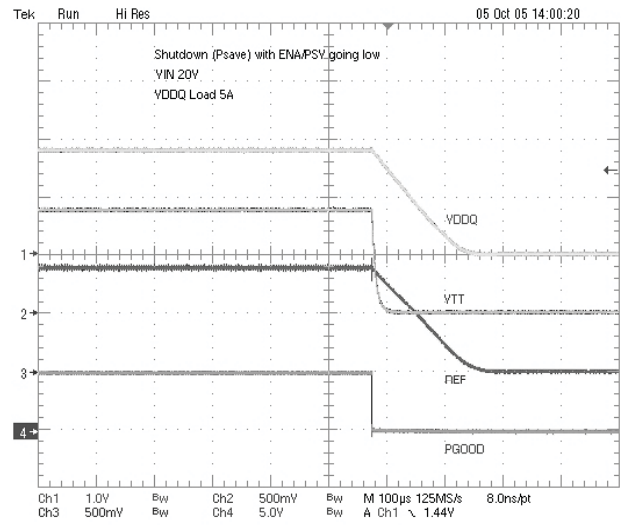 Tek Run Hi Res 05 Oct 05 14:00:20
Shutdown (Psave) with ENA/PSV going low
VIN 20V
VDDQ Load 5A
VDDQ
1
VTT
2
REF
3
4
PGOOD
Ch1 1.0V Bw Ch2 500mV Bw M 100µs 125MS/s 8.0ns/pt
Ch3 500mV Bw Ch4 5.0V Bw A Ch1 \ 1.44V